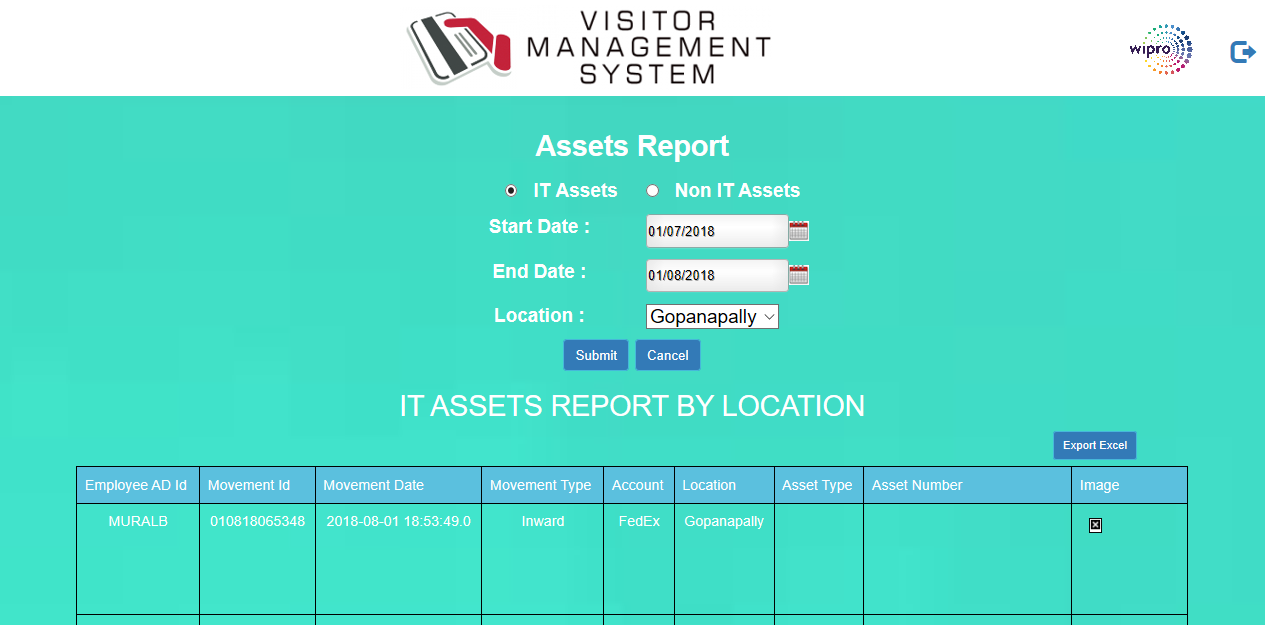 VISITOR
MANAGEMENT
SYSTEM
wipro
Assets Report
IT Assets Non IT Assets
Start Date : 01/07/2018
End Date : 01/08/2018
Location : Gopanapally
Submit Cancel
IT ASSETS REPORT BY LOCATION
Export Excel
Employee AD Id Movement Id Movement Date Movement Type Account Location Asset Type Asset Number Image
MURALB 010818065348 2018-08-01 18:53:49.0 Inward FedEx Gopanapally